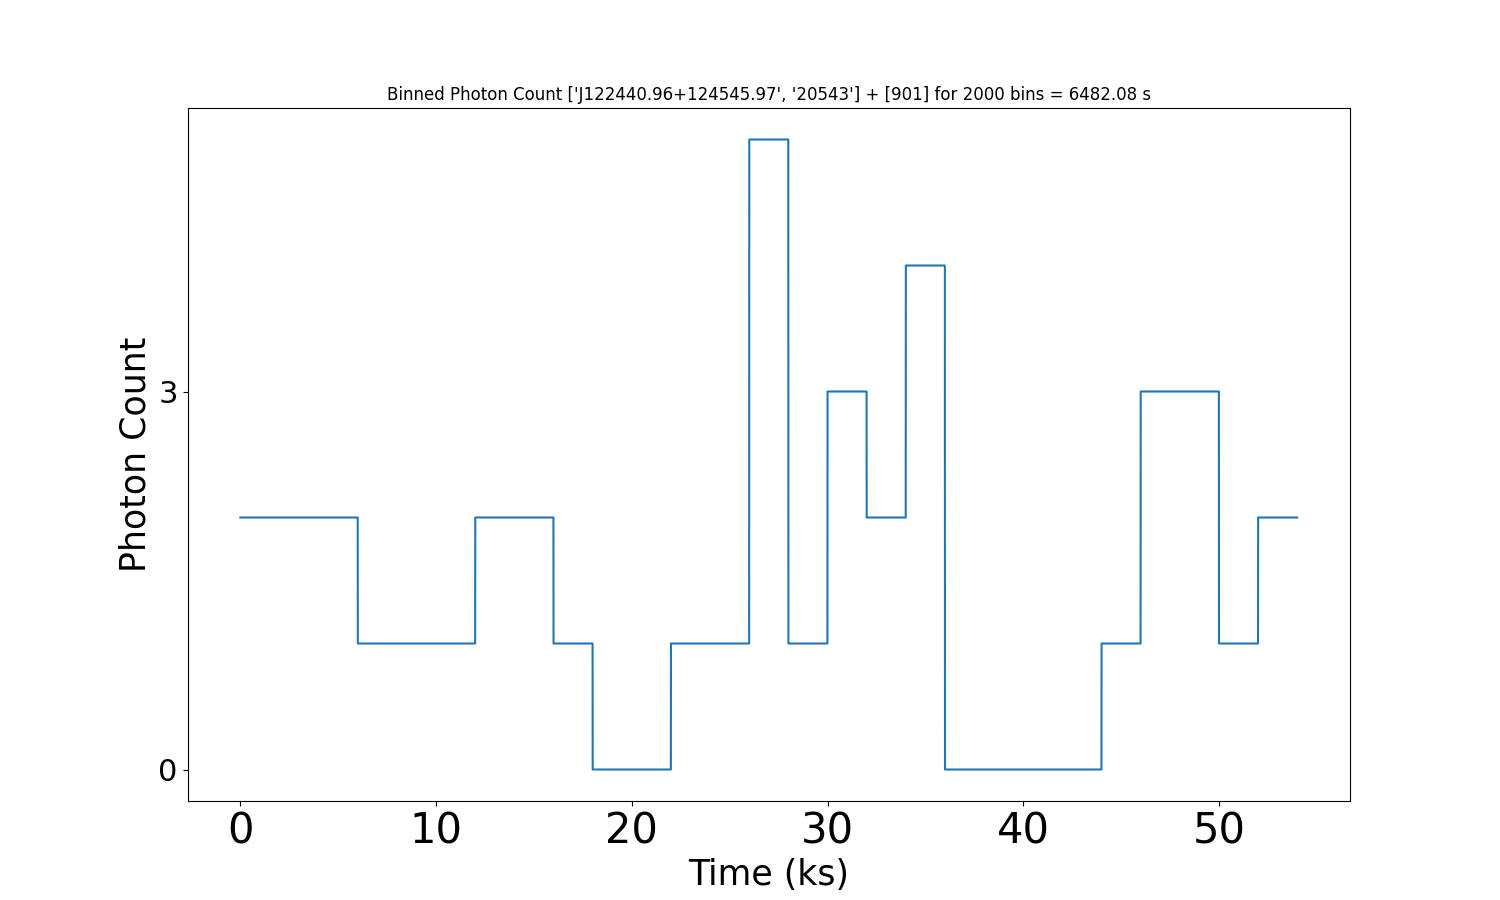 Binned Photon Count ['J122440.96+124545.97', '20543'] + [901] for 2000 bins = 6482.08 s
Photon Count
3
0
0 10 20 30 40 50
Time (ks)